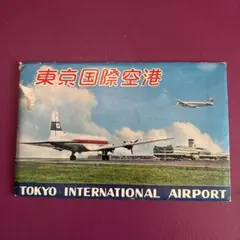 東京国際空港
TOKYO INTERNATIONAL AIRPORT